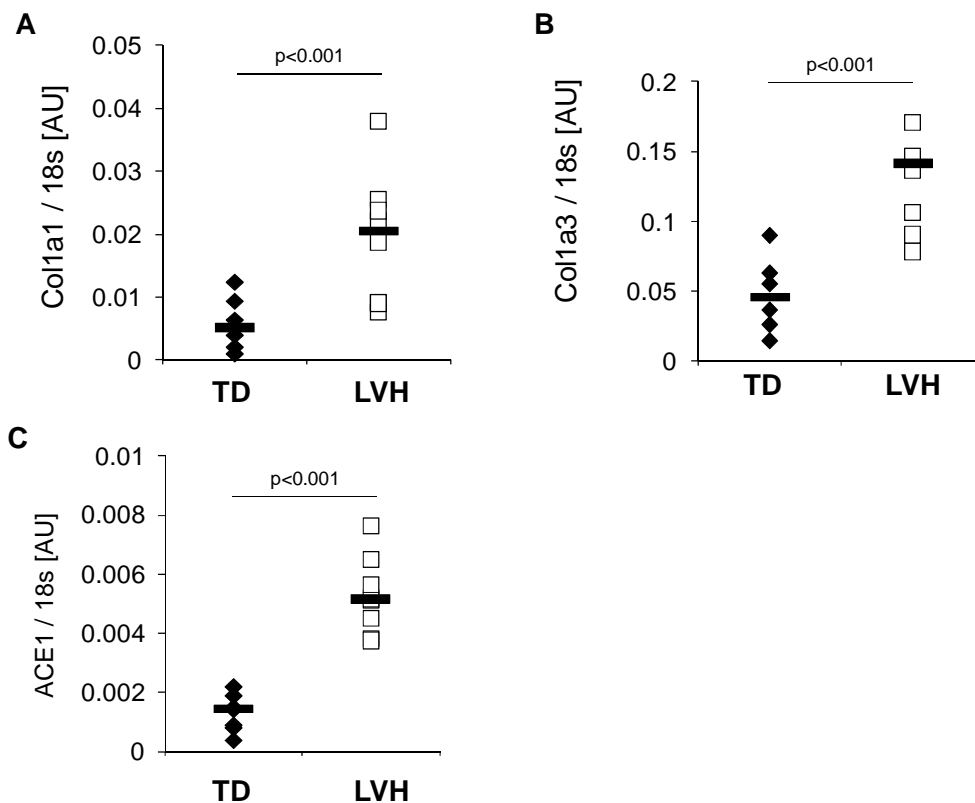 A
Col1a1 / 18s [AU]
0.05
0.04
0.03
0.02
0.01
0
p<0.001
TD
LVH
B
Col1a3 / 18s [AU]
0.2
0.15
0.1
0.05
0
p<0.001
TD
LVH
C
ACE1 / 18s [AU]
0.01
0.008
0.006
0.004
0.002
0
p<0.001
TD
LVH